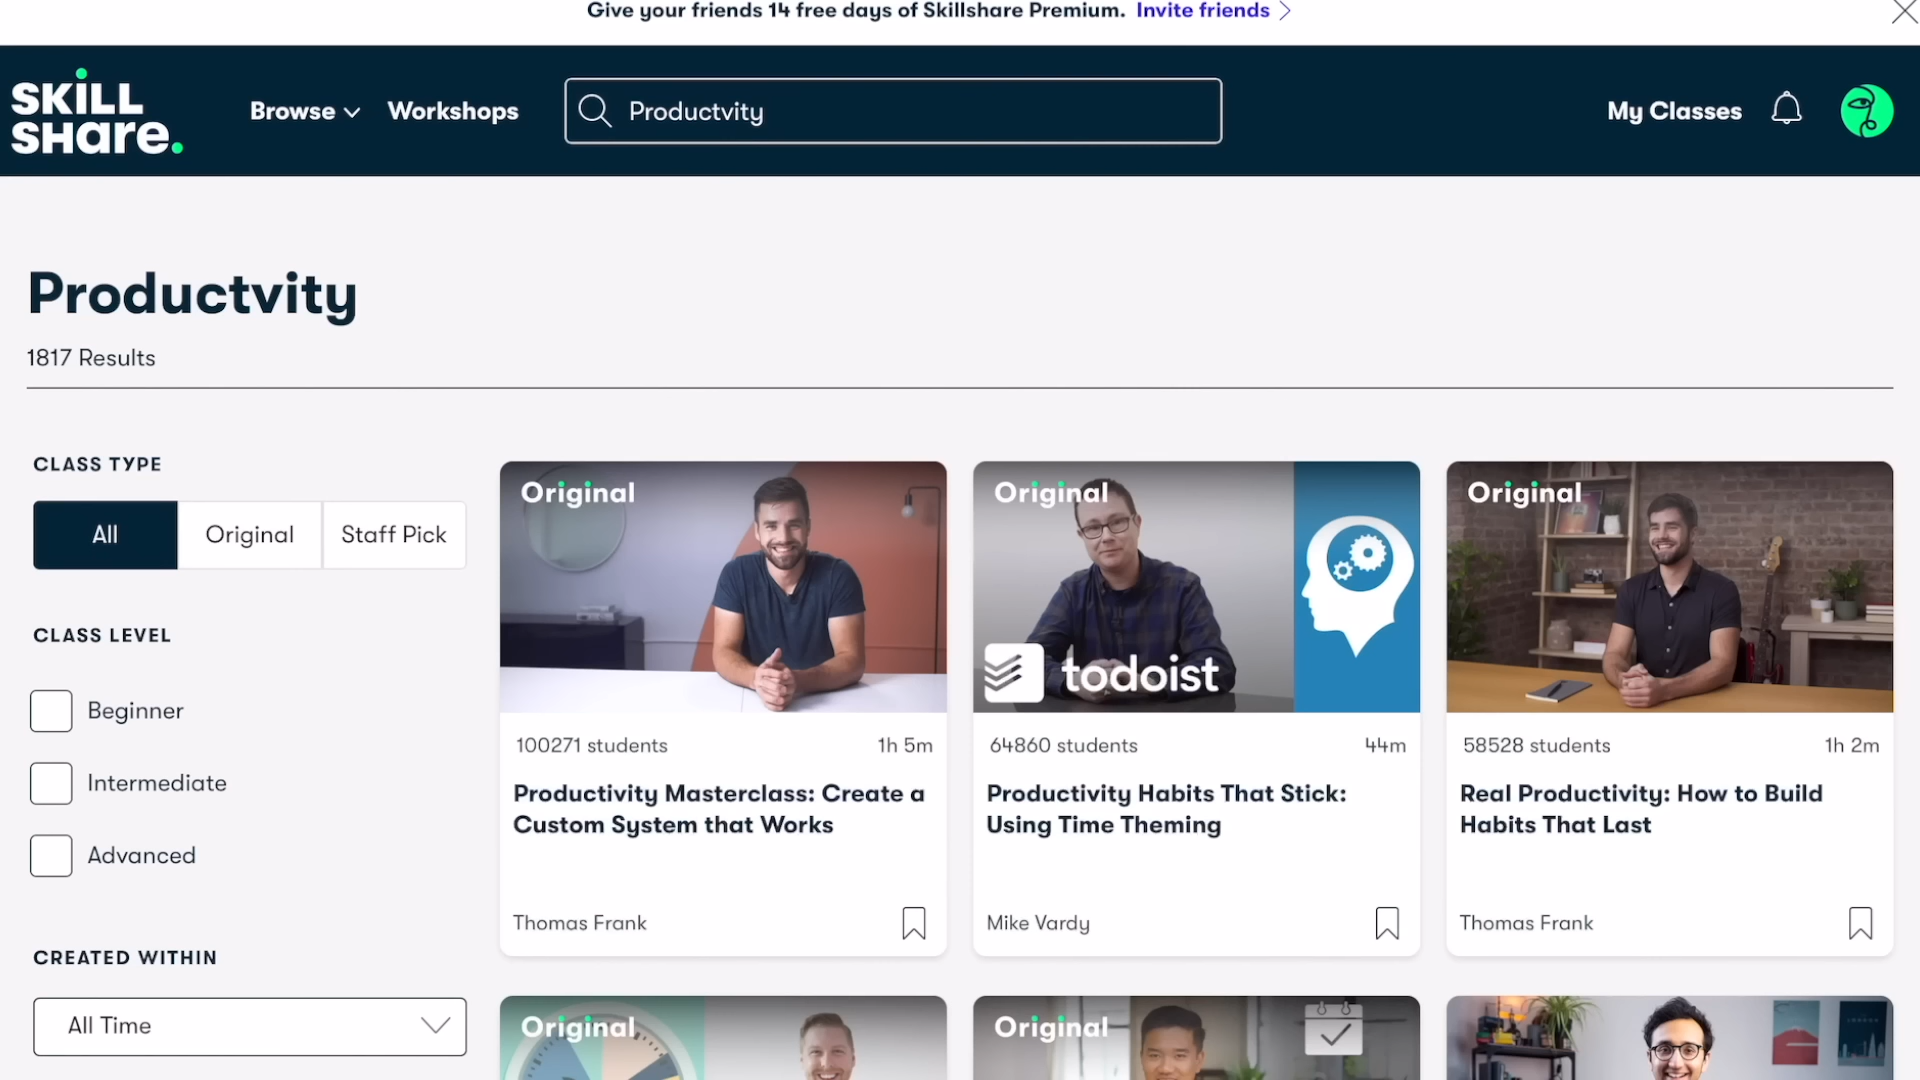 Give your friends 14 free days of Skillshare Premium. Invite friends
SKiLL
SHare.
Browse
Workshops
Productvity
My Classes
Productvity
1817 Results
CLASS TYPE
All
Original
Staff Pick
CLASS LEVEL
Beginner
Intermediate
Advanced
CREATED WITHIN
All Time
Original
100271 students
1h 5m
Productivity Masterclass: Create a
Custom System that Works
Thomas Frank
Original
todoist
64860 students
44m
Productivity Habits That Stick:
Using Time Theming
Mike Vardy
Original
58528 students
1h 2m
Real Productivity: How to Build
Habits That Last
Thomas Frank
Original
Original